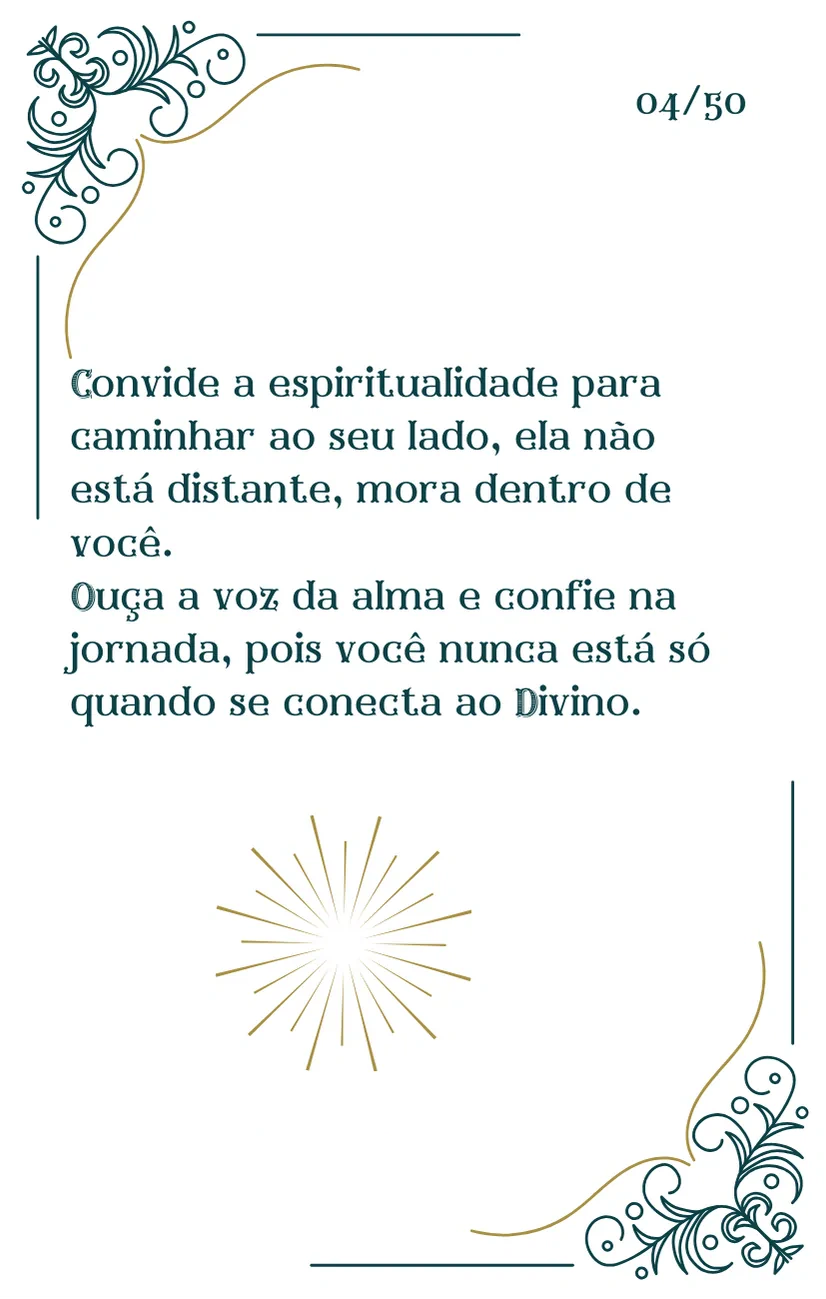 04/50
Convide a espiritualidade para
caminhar ao seu lado, ela não
está distante, mora dentro de
você.
Ouça a voz da alma e confie na
jornada, pois você nunca está só
quando se conecta ao Divino.